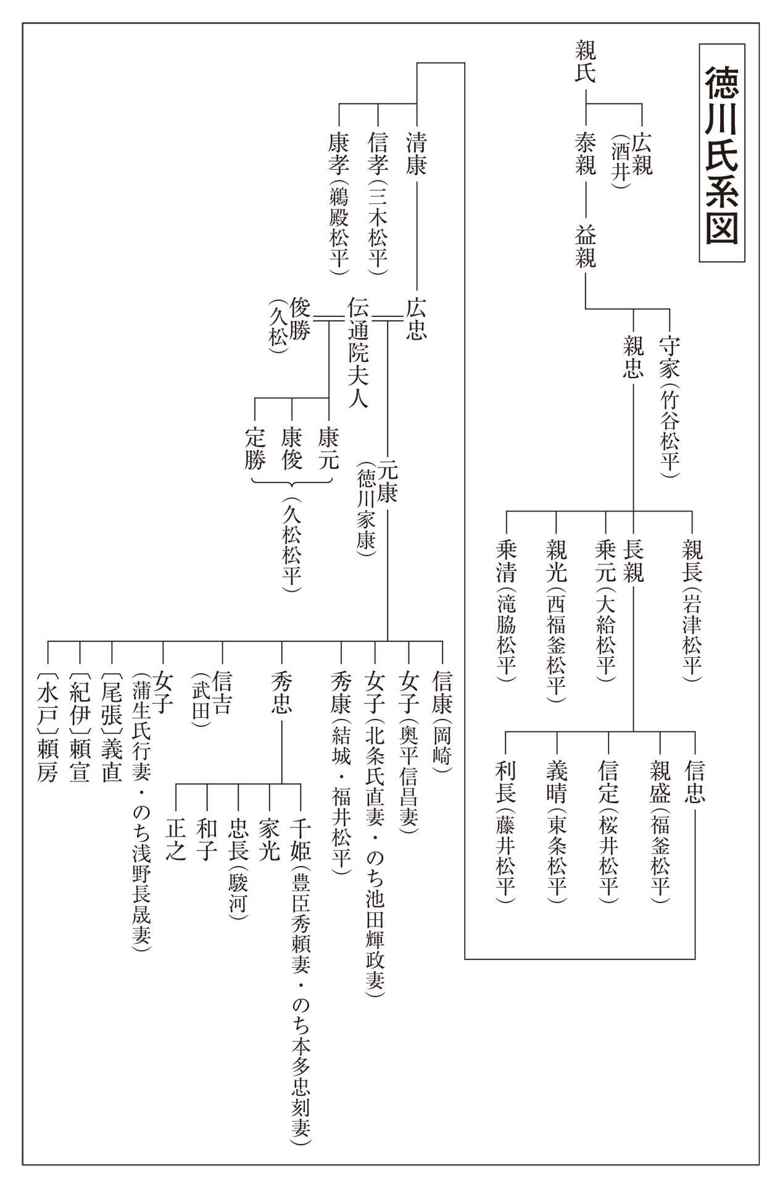 徳川氏系図
親氏
広親
(酒井)
泰親
益親
守家(竹谷松平)
親忠
親長(岩津松平)
長親
乗元(大給松平)
親光(西福釜松平)
乗清(滝脇松平)
信忠
親盛(福釜松平)
信定(桜井松平)
義晴(東条松平)
利長(藤井松平)
清康
信孝(三木松平)
康孝(鵜殿松平)
広忠
伝通院夫人
俊勝
(久松)
元康
(徳川家康)
康元
康俊
定勝
(久松松平)
信康(岡崎)
女子(奥平信昌妻)
女子(北条氏直妻・のち池田輝政妻)
秀康(結城・福井松平)
秀忠
信吉
(武田)
女子
(蒲生氏行妻・のち浅野長晟妻)
〔尾張〕義直
〔紀伊〕頼宣
〔水戸〕頼房
千姫(豊臣秀頼妻・のち本多忠刻妻)
家光
忠長(駿河)
和子
正之